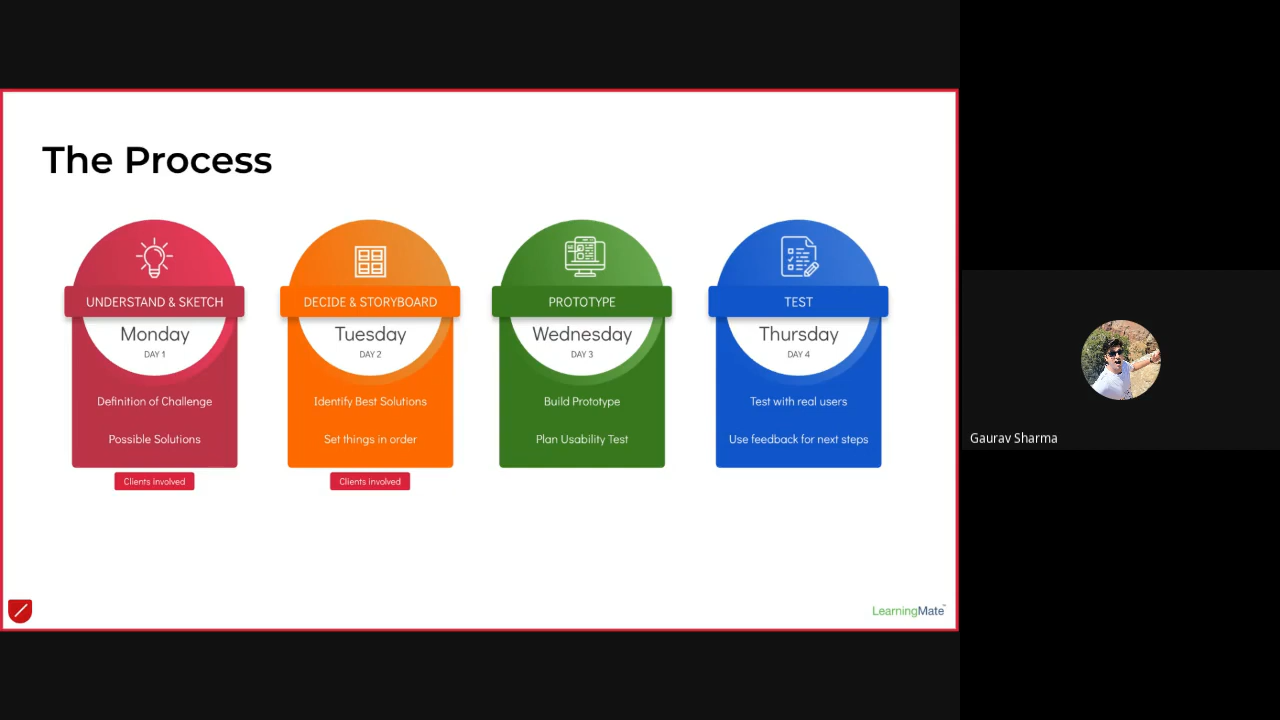 The Process
UNDERSTAND & SKETCH
Monday
DAY 1
Definition of Challenge
Possible Solutions
Clients Involved
DECIDE & STORYBOARD
Tuesday
DAY 2
Identify Best Solutions
Set things in order
Clients Involved
PROTOTYPE
Wednesday
DAY 3
Build Prototype
Plan Usability Test
TEST
Thursday
DAY 4
Test with real users
Use feedback for next steps
LearningMate
Gaurav Sharma